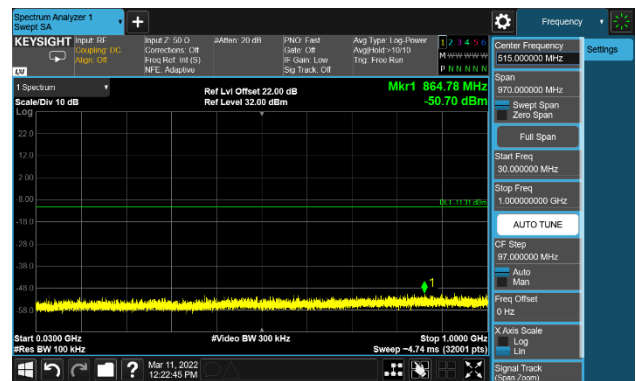 Spectrum Analyzer 1
Swept SA
Frequency
KEYSIGHT
Input: RF
Coupling: DC
Align: Off
Input Z: 50 Ω
Corrections: Off
Freq Ref: Int (S)
NFE: Adaptive
#Atten: 20 dB
PNO: Fast
Gate: Off
IF Gain: Low
Sig Track: Off
Avg Type: Log-Power
Avg|Hold:>10/10
Trig: Free Run
1 2 3 4 5 6
M W W W W W
P N N N N N
LVI
1 Spectrum
Scale/Div 10 dB
Ref Lvl Offset 22.00 dB
Ref Level 32.00 dBm
Mkr1 864.78 MHz
-50.70 dBm
Log
22.0
12.0
2.00
-8.00
DL1 -11.31 dBm
-18.0
-28.0
-38.0
-48.0
1
-58.0
Start 0.0300 GHz
#Res BW 100 kHz
#Video BW 300 kHz
Stop 1.0000 GHz
Sweep ~4.74 ms (32001 pts)
Center Frequency
515.000000 MHz
Settings
Span
970.000000 MHz
Swept Span
Zero Span
Full Span
Start Freq
30.000000 MHz
Stop Freq
1.000000000 GHz
AUTO TUNE
CF Step
97.000000 MHz
Auto
Man
Freq Offset
0 Hz
X Axis Scale
Log
Lin
Signal Track
(Span Zoom)
?
Mar 11, 2022
12:22:45 PM